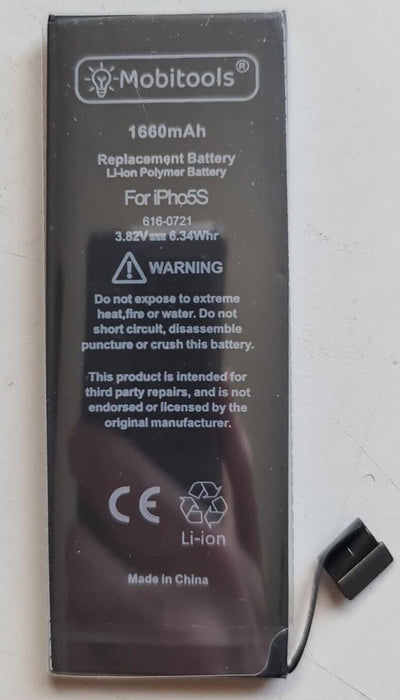 Mobitools®
1660mAh
Replacement Battery
Li-ion Polymer Battery
For iPho5S
616-0721
3.82V 6.34Whr
WARNING
Do not expose to extreme
heat,fire or water. Do not
short circuit, disassemble
puncture or crush this battery.
This product is intended for
third party repairs, and is not
endorsed or licensed by the
original manufacturer.
CE
Li-ion
Made in China